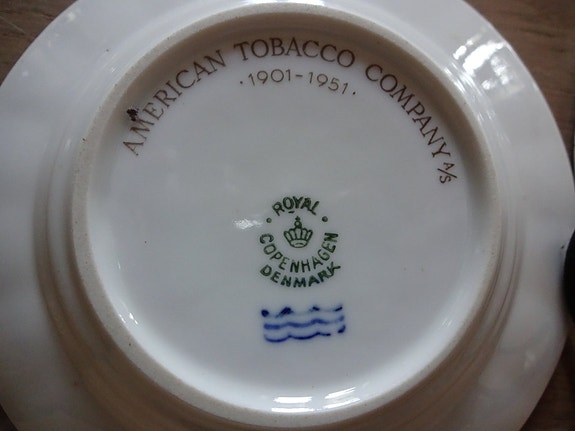 AMERICAN TOBACCO COMPANY A/S
· 1901-1951 ·
· ROYAL ·
COPENHAGEN
DENMARK